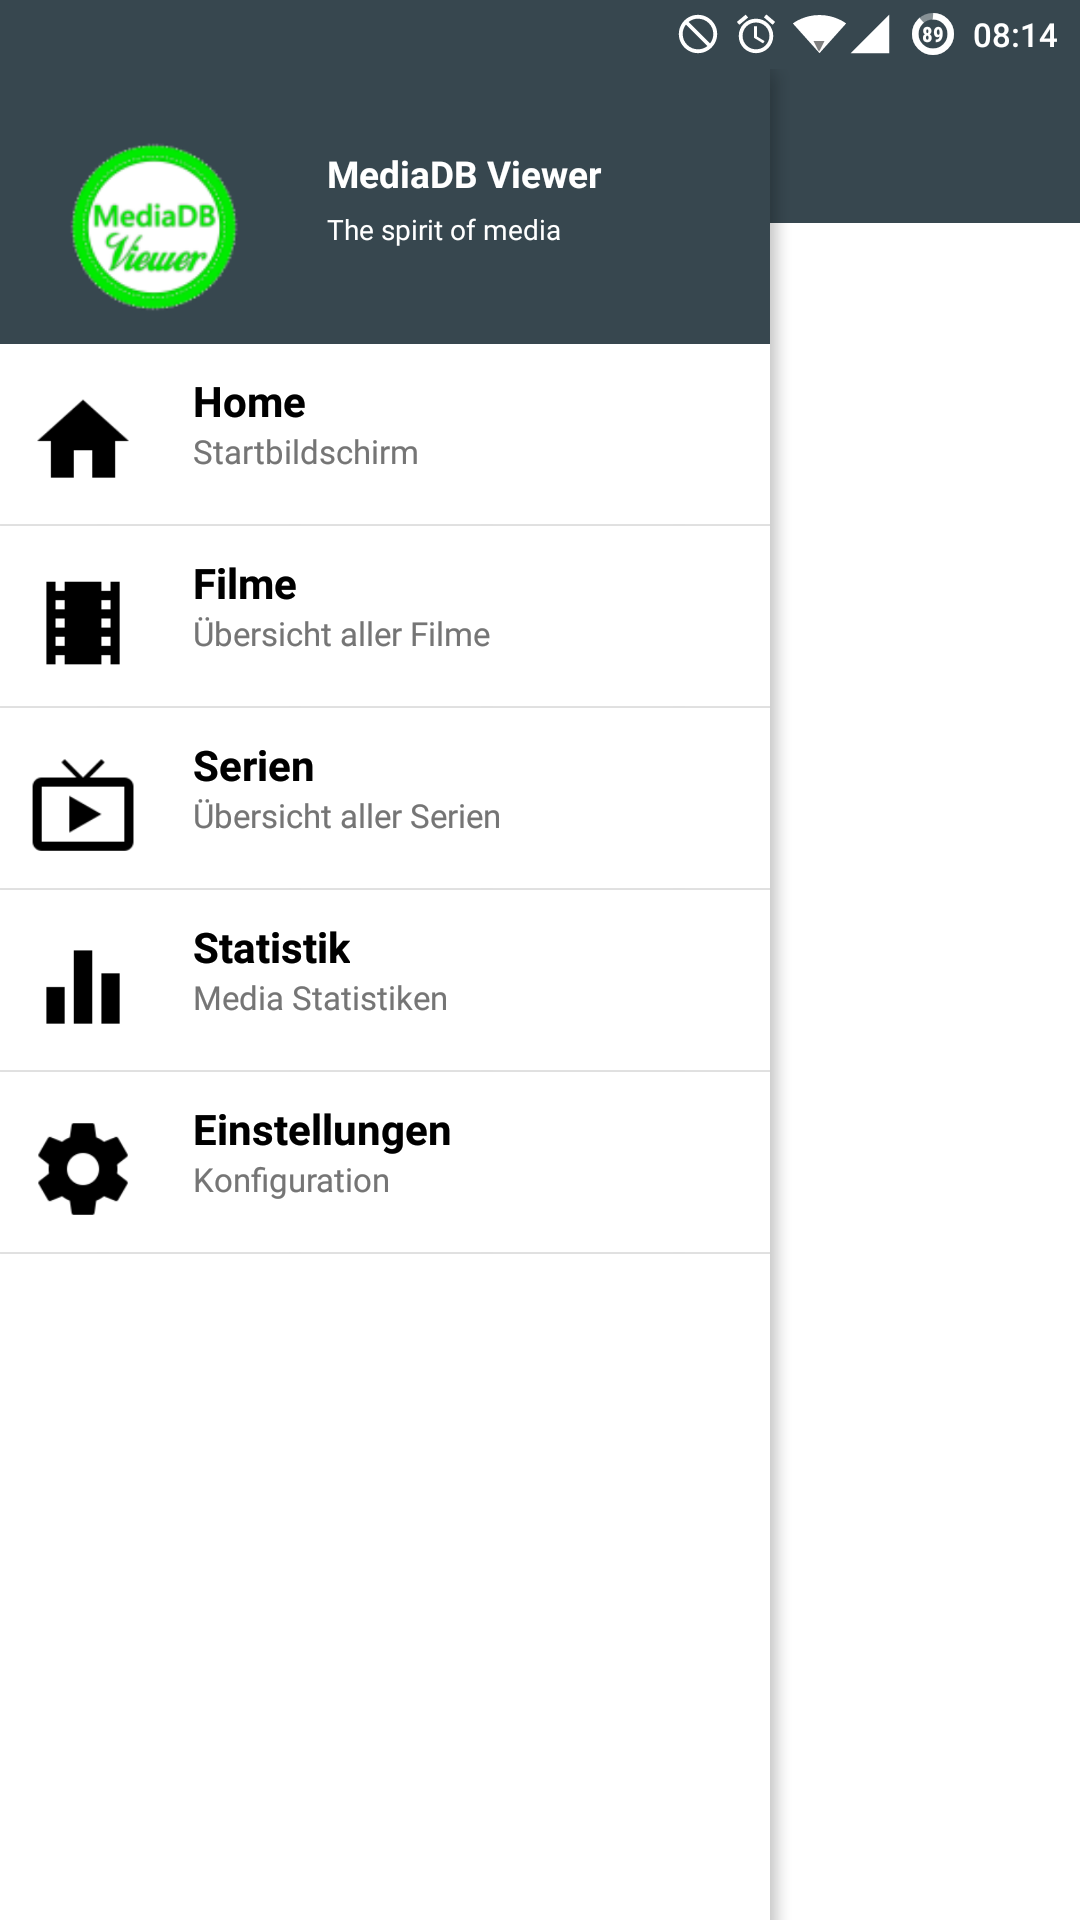 89 08:14
MediaDB Viewer
The spirit of media
MediaDB
Viewer
Home
Startbildschirm
Filme
Übersicht aller Filme
Serien
Übersicht aller Serien
Statistik
Media Statistiken
Einstellungen
Konfiguration